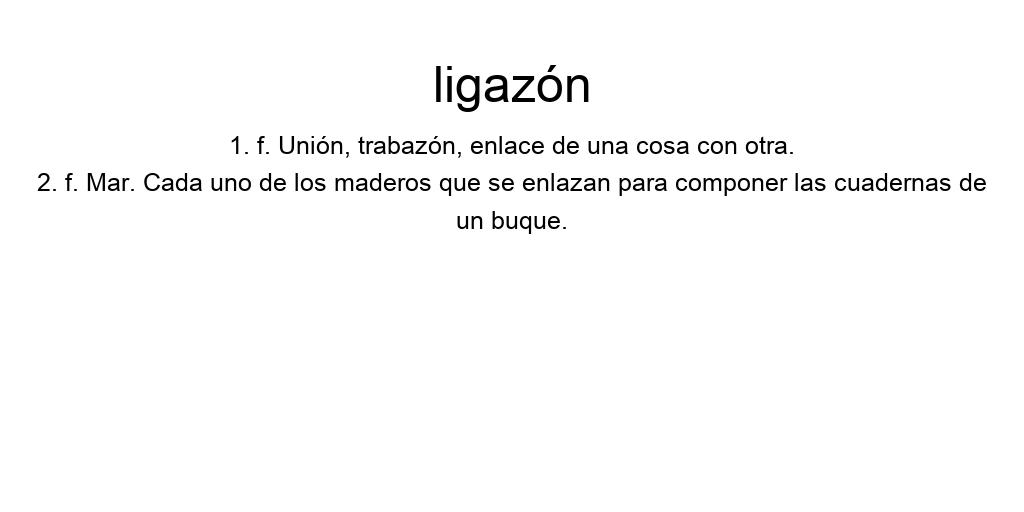 ligazón
1. f. Unión, trabazón, enlace de una cosa con otra.
2. f. Mar. Cada uno de los maderos que se enlazan para componer las cuadernas de
un buque.